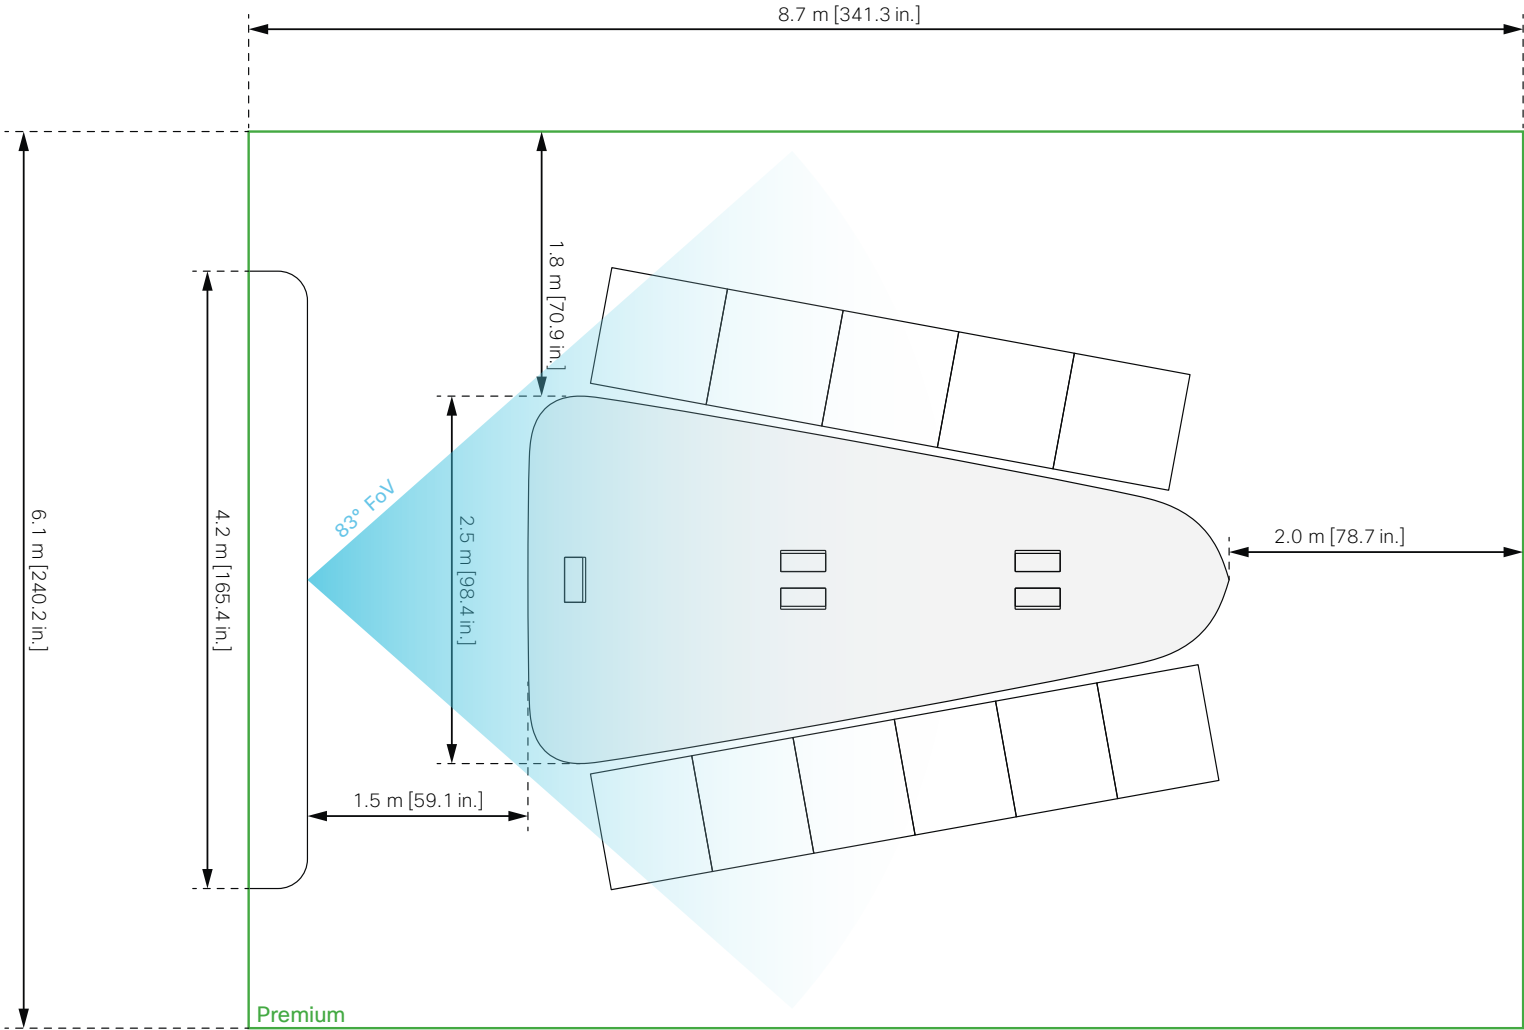 8.7 m [341.3 in.]
1.8 m [70.9 in.]
83° FoV
6.1 m [240.2 in.]
4.2 m [165.4 in.]
2.5 m [98.4 in.]
2.0 m [78.7 in.]
1.5 m [59.1 in.]
Premium